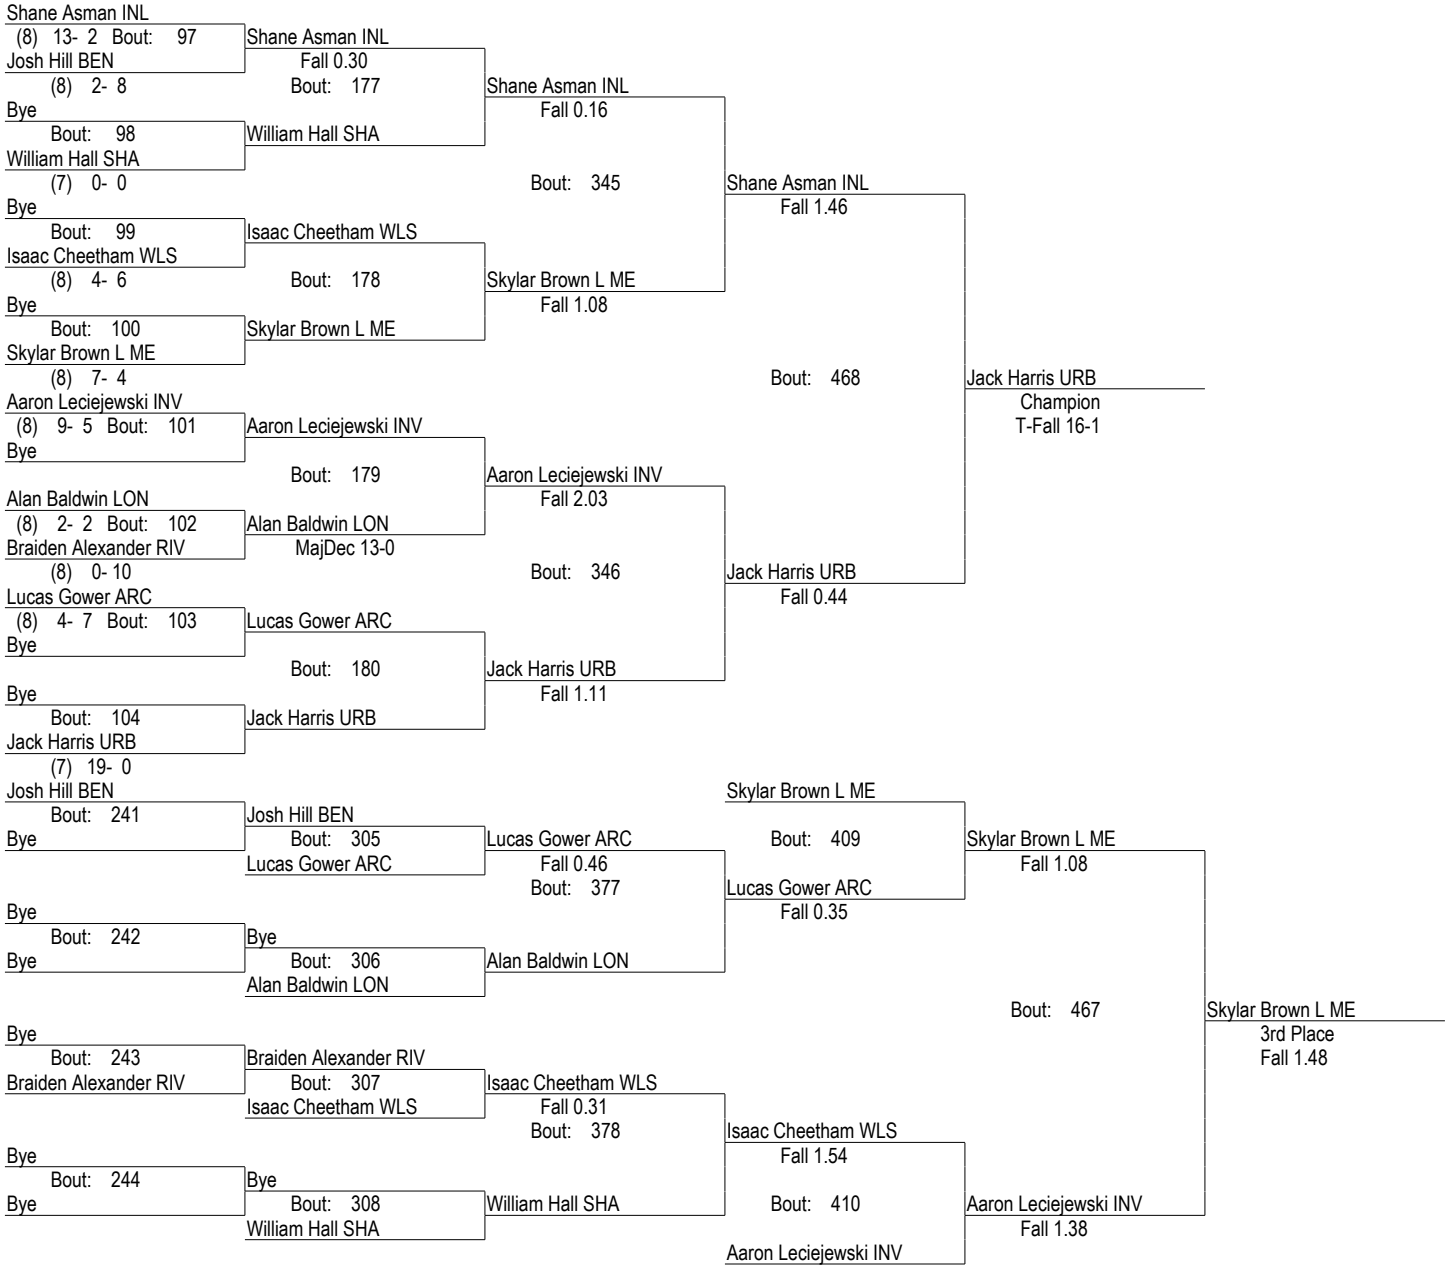 Shane Asman INL
(8) 13- 2 Bout: 97 Shane Asman INL
Josh Hill BEN Fall 0.30
(8) 2- 8 Bout: 177 Shane Asman INL
Bye Fall 0.16
Bout: 98 William Hall SHA
William Hall SHA
(7) 0- 0 Bout: 345 Shane Asman INL
Bye Fall 1.46
Bout: 99 Isaac Cheetham WLS
Isaac Cheetham WLS
(8) 4- 6 Bout: 178 Skylar Brown L ME
Bye Fall 1.08
Bout: 100 Skylar Brown L ME
Skylar Brown L ME
(8) 7- 4 Bout: 468 Jack Harris URB
Aaron Leciejewski INV Champion
(8) 9- 5 Bout: 101 Aaron Leciejewski INV T-Fall 16-1
Bye
Bout: 179 Aaron Leciejewski INV
Alan Baldwin LON Fall 2.03
(8) 2- 2 Bout: 102 Alan Baldwin LON
Braiden Alexander RIV MajDec 13-0
(8) 0- 10 Bout: 346 Jack Harris URB
Lucas Gower ARC Fall 0.44
(8) 4- 7 Bout: 103 Lucas Gower ARC
Bye
Bout: 180 Jack Harris URB
Bye Fall 1.11
Bout: 104 Jack Harris URB
Jack Harris URB
(7) 19- 0
Josh Hill BEN Skylar Brown L ME
Bout: 241 Josh Hill BEN
Bye Bout: 305 Lucas Gower ARC Bout: 409 Skylar Brown L ME
Lucas Gower ARC Fall 0.46 Fall 1.08
Bout: 377 Lucas Gower ARC
Bye Fall 0.35
Bout: 242 Bye
Bye Bout: 306 Alan Baldwin LON
Alan Baldwin LON
Bout: 467 Skylar Brown L ME
Bye 3rd Place
Bout: 243 Braiden Alexander RIV Fall 1.48
Braiden Alexander RIV Bout: 307 Isaac Cheetham WLS
Isaac Cheetham WLS Fall 0.31
Bout: 378 Isaac Cheetham WLS
Bye Fall 1.54
Bout: 244 Bye
Bye Bout: 308 William Hall SHA Bout: 410 Aaron Leciejewski INV
William Hall SHA Fall 1.38
Aaron Leciejewski INV